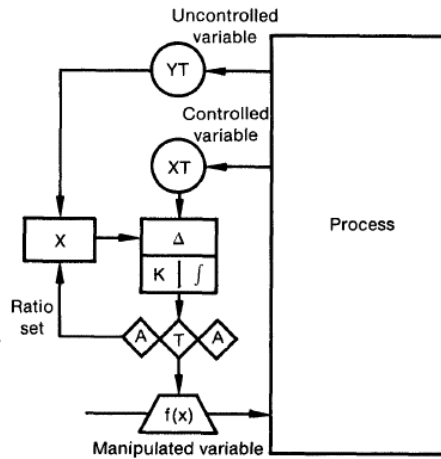 Uncontrolled
variable
YT
Controlled
variable
XT
Process
X
Δ
K ∫
Ratio
set
A T A
f(x)
Manipulated variable